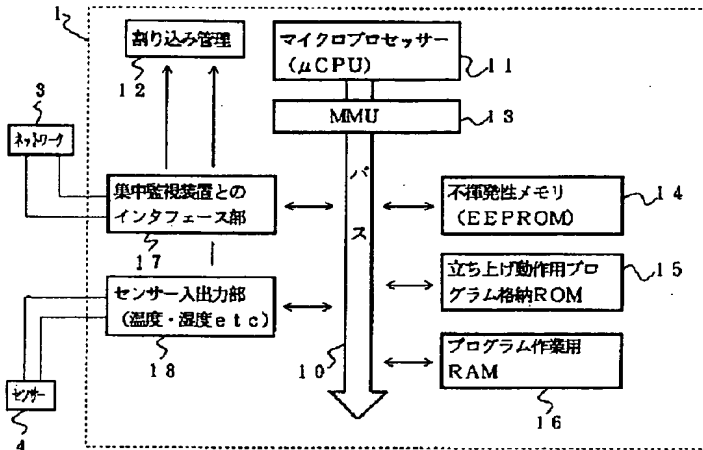 1
割り込み管理
12
マイクロプロセッサー
(μCPU)
11
MMU
13
3
ネットワーク
集中監視装置との
インタフェース部
17
バス
不揮発性メモリ
(EEPROM)
14
立ち上げ動作用プロ
グラム格納ROM
15
センサー入出力部
(温度・湿度etc)
18
10
プログラム作業用
RAM
16
センサー
4